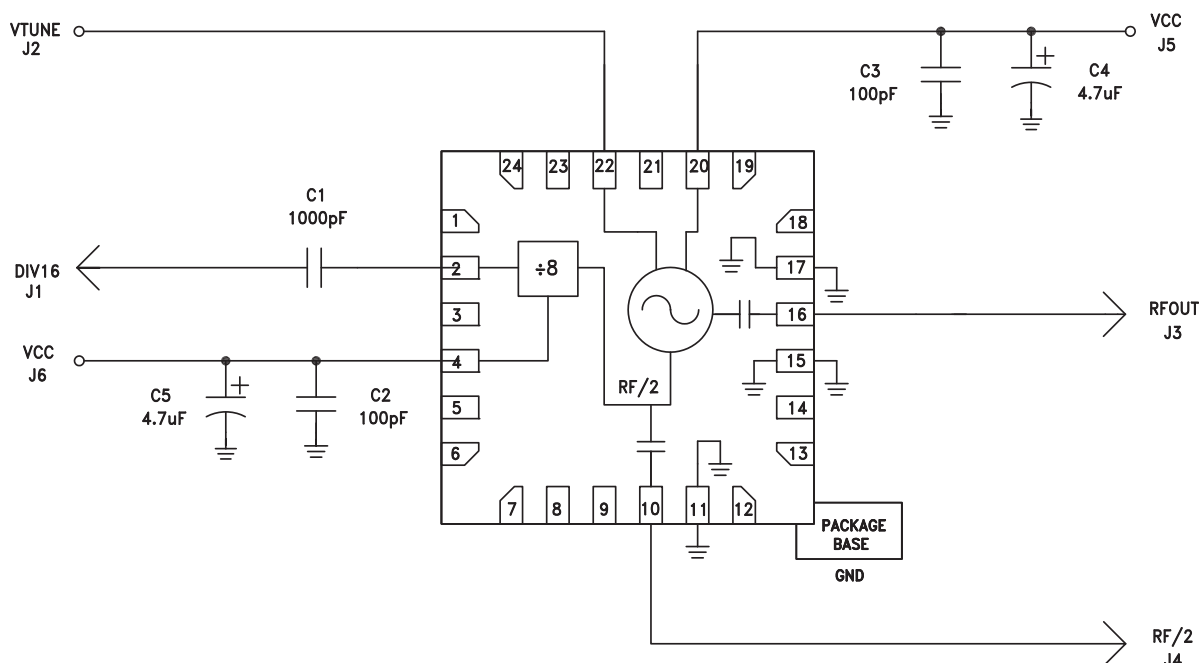 VTUNE
J2
VCC
J5
C3
100pF
C4
4.7uF
24
23
22
21
20
19
C1
1000pF
1
18
DIV16
J1
2
÷8
17
3
16
RFOUT
J3
VCC
J6
4
15
C5
4.7uF
C2
100pF
RF/2
5
14
6
13
7
8
9
10
11
12
PACKAGE
BASE
GND
RF/2
J4